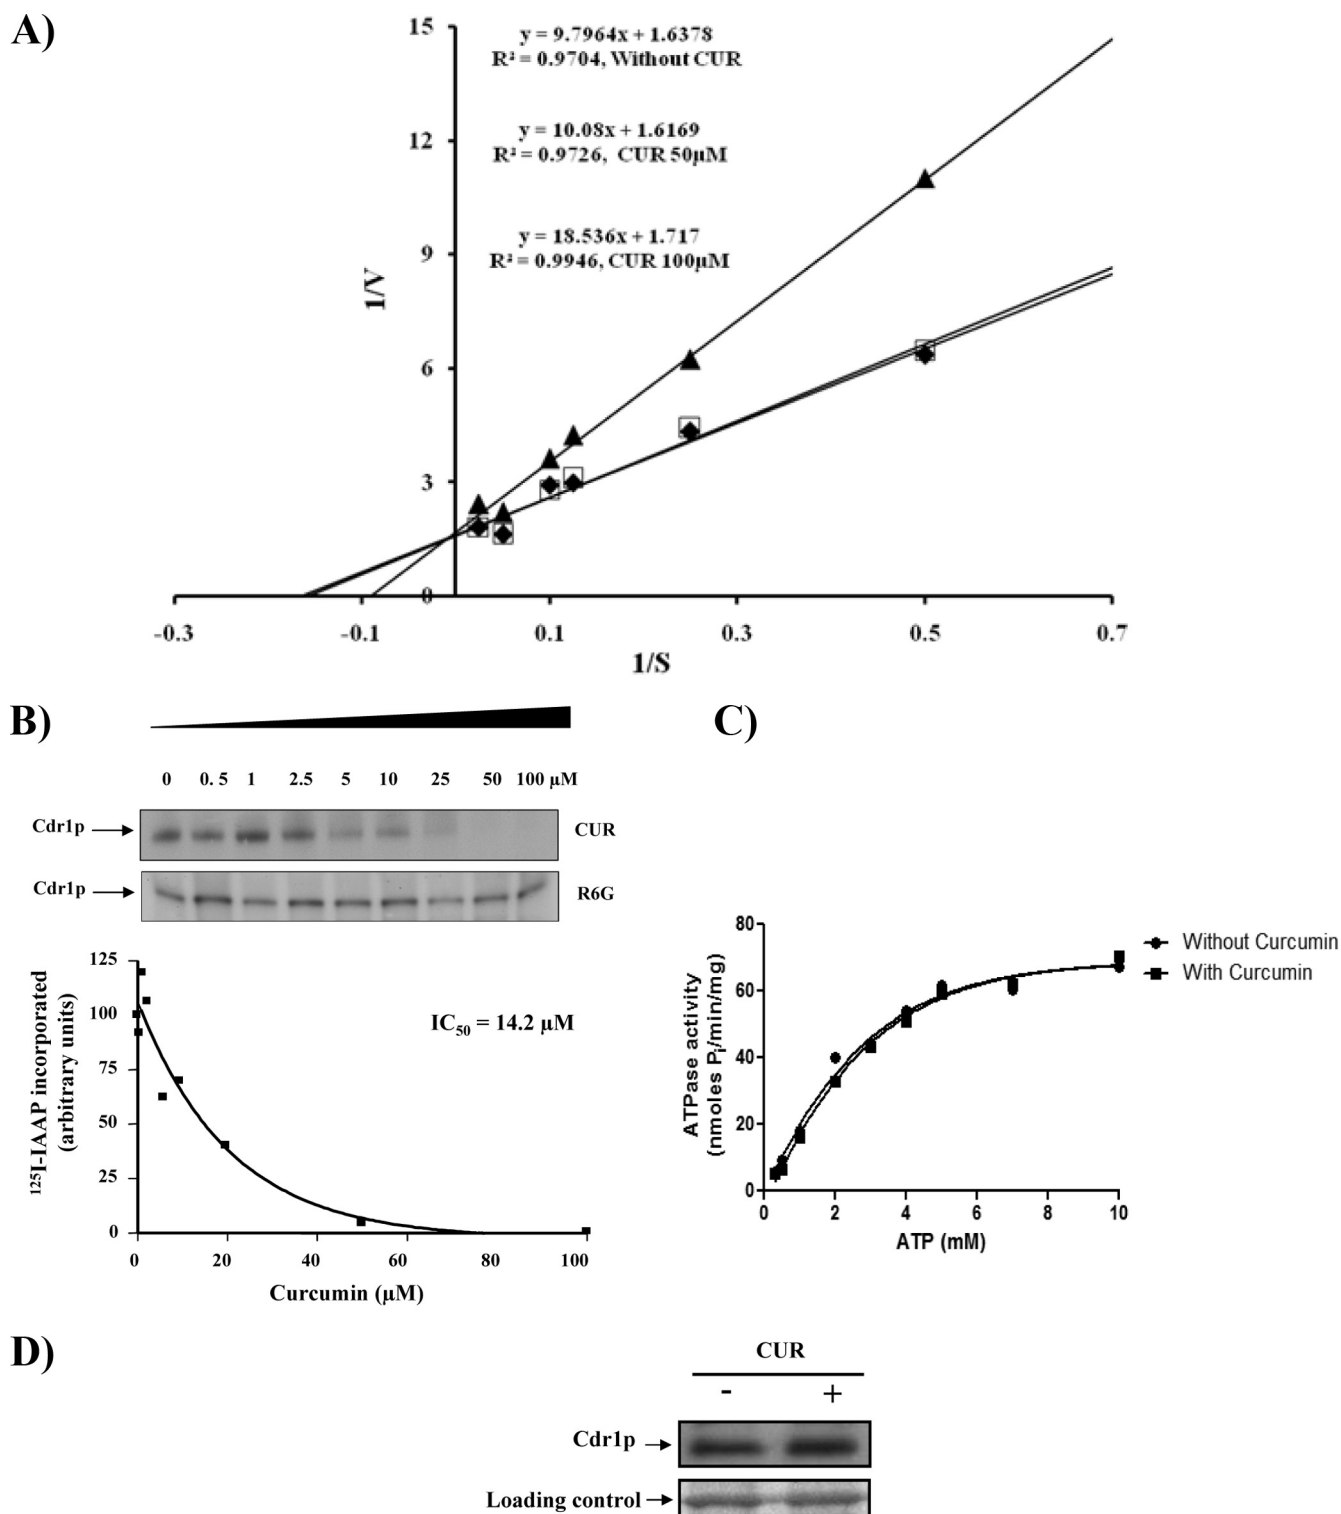 A)
15
12
9
6
3
0
1/V
y = 9.7964x + 1.6378
R² = 0.9704, Without CUR
y = 10.08x + 1.6169
R² = 0.9726, CUR 50µM
y = 18.536x + 1.717
R² = 0.9946, CUR 100µM
-0.3 -0.1 0.1 0.3 0.5 0.7
1/S
B)
0 0. 5 1 2.5 5 10 25 50 100 µM
Cdr1p CUR
Cdr1p R6G
125
100
75
50
25
0
¹²⁵I-IAAP incorporated
(arbitrary units)
IC₅₀ = 14.2 µM
0 20 40 60 80 100
Curcumin (µM)
C)
80
60
40
20
0
ATPase activity
(nmoles Pᵢ/min/mg)
Without Curcumin
With Curcumin
0 2 4 6 8 10
ATP (mM)
D)
CUR
- +
Cdr1p
Loading control